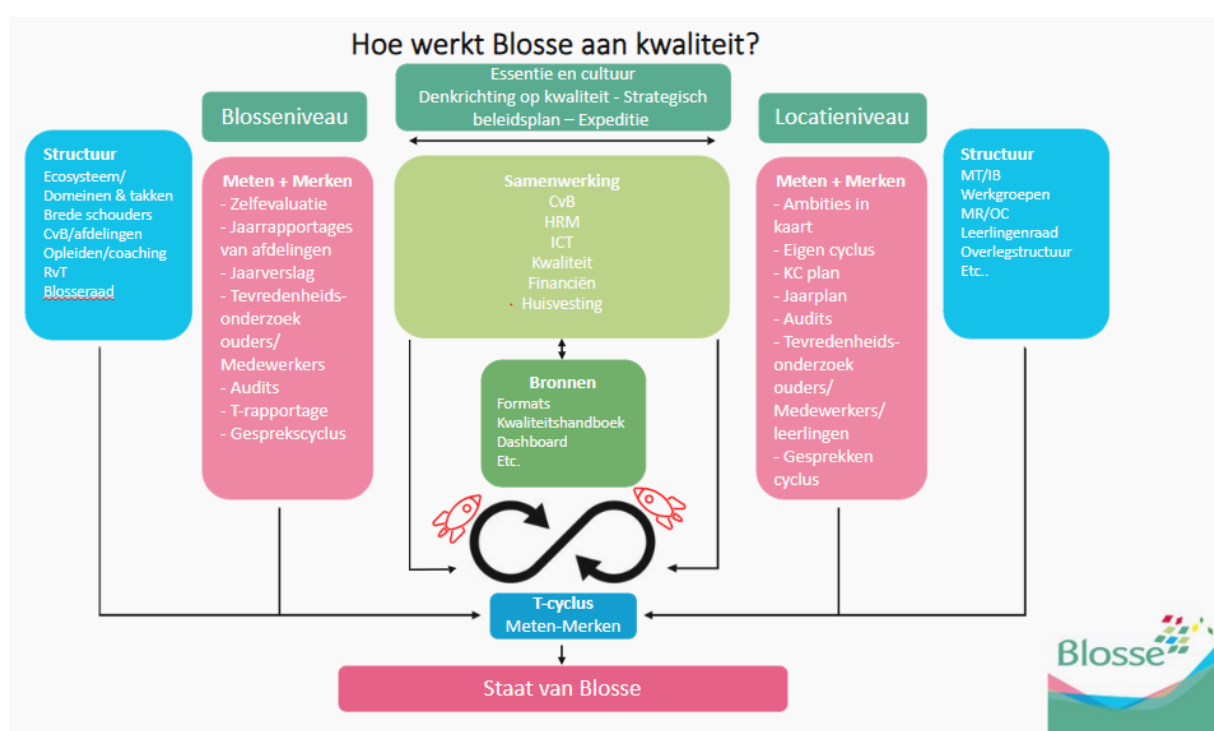 Hoe werkt Blosse aan kwaliteit?
Essentie en cultuur
Denkrichting op kwaliteit - Strategisch
beleidsplan – Expeditie
Blosseniveau
Locatieniveau
Structuur
Ecosysteem/
Domeinen & takken
Brede schouders
CvB/afdelingen
Opleiden/coaching
RvT
Blosseraad
Meten + Merken
- Zelfevaluatie
- Jaarrapportages
van afdelingen
- Jaarverslag
- Tevredenheids-
onderzoek
ouders/
Medewerkers
- Audits
- T-rapportage
- Gesprekscyclus
Samenwerking
CvB
HRM
ICT
Kwaliteit
Financiën
· Huisvesting
Bronnen
Formats
Kwaliteitshandboek
Dashboard
Etc.
Meten + Merken
- Ambities in
kaart
- Eigen cyclus
- KC plan
- Jaarplan
- Audits
- Tevredenheids-
onderzoek
ouders/
Medewerkers/
leerlingen
- Gesprekken
cyclus
Structuur
MT/IB
Werkgroepen
MR/OC
Leerlingenraad
Overlegstructuur
Etc..
T-cyclus
Meten-Merken
Staat van Blosse
Blosse